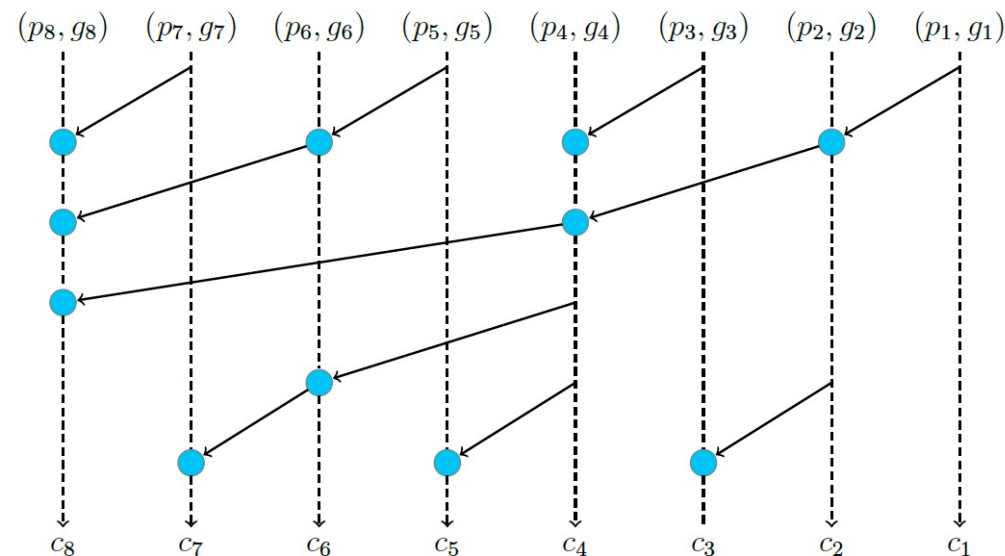 (p₈, g₈) (p₇, g₇) (p₆, g₆) (p₅, g₅) (p₄, g₄) (p₃, g₃) (p₂, g₂) (p₁, g₁)
c₈ c₇ c₆ c₅ c₄ c₃ c₂ c₁